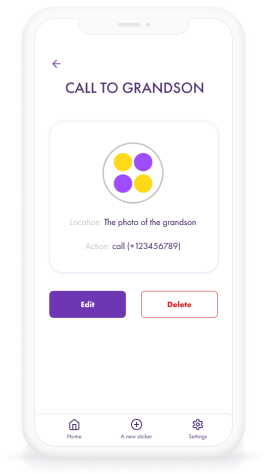 CALL TO GRANDSON
Location: The photo of the grandson
Action: call (+123456789)
Edit
Delete
Home
A new sticker
Settings